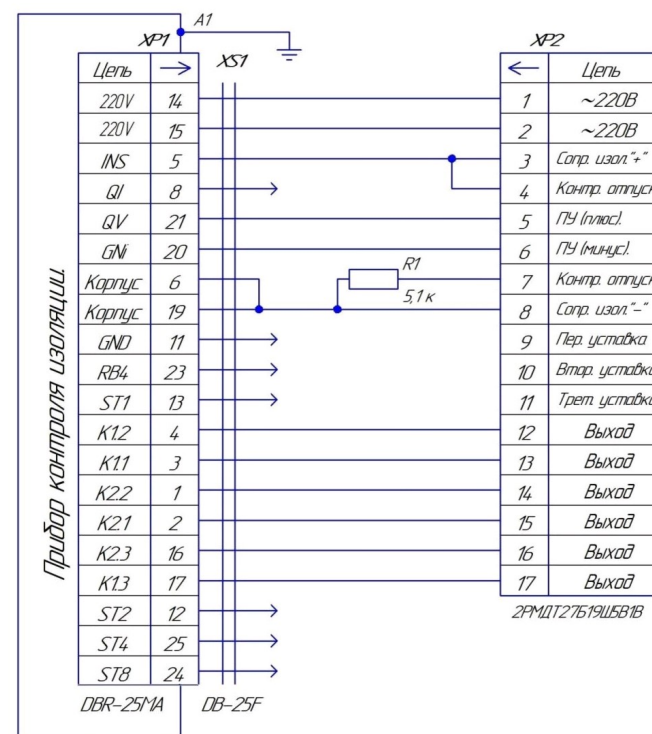 A1
XP1
XS1
XP2
Цепь
Цепь
220V 14
1 ~220В
220V 15
2 ~220В
INS 5
3 Сопр. изол."+"
QI 8
4 Контр. отпуск
QV 21
5 ПУ (плюс).
GNi 20
6 ПУ (минус).
Корпус 6
R1
5,1 к
7 Контр. отпуск
Корпус 19
8 Сопр. изол."–"
GND 11
9 Пер. уставка
RB4 23
10 Втор. уставка
ST1 13
11 Трет. уставка
K1.2 4
12 Выход
K1.1 3
13 Выход
K2.2 1
14 Выход
K2.1 2
15 Выход
K2.3 16
16 Выход
K1.3 17
17 Выход
ST2 12
2РМДТ27Б19Ш5В1В
ST4 25
ST8 24
DBR-25MA
DB-25F
Прибор контроля изоляции.